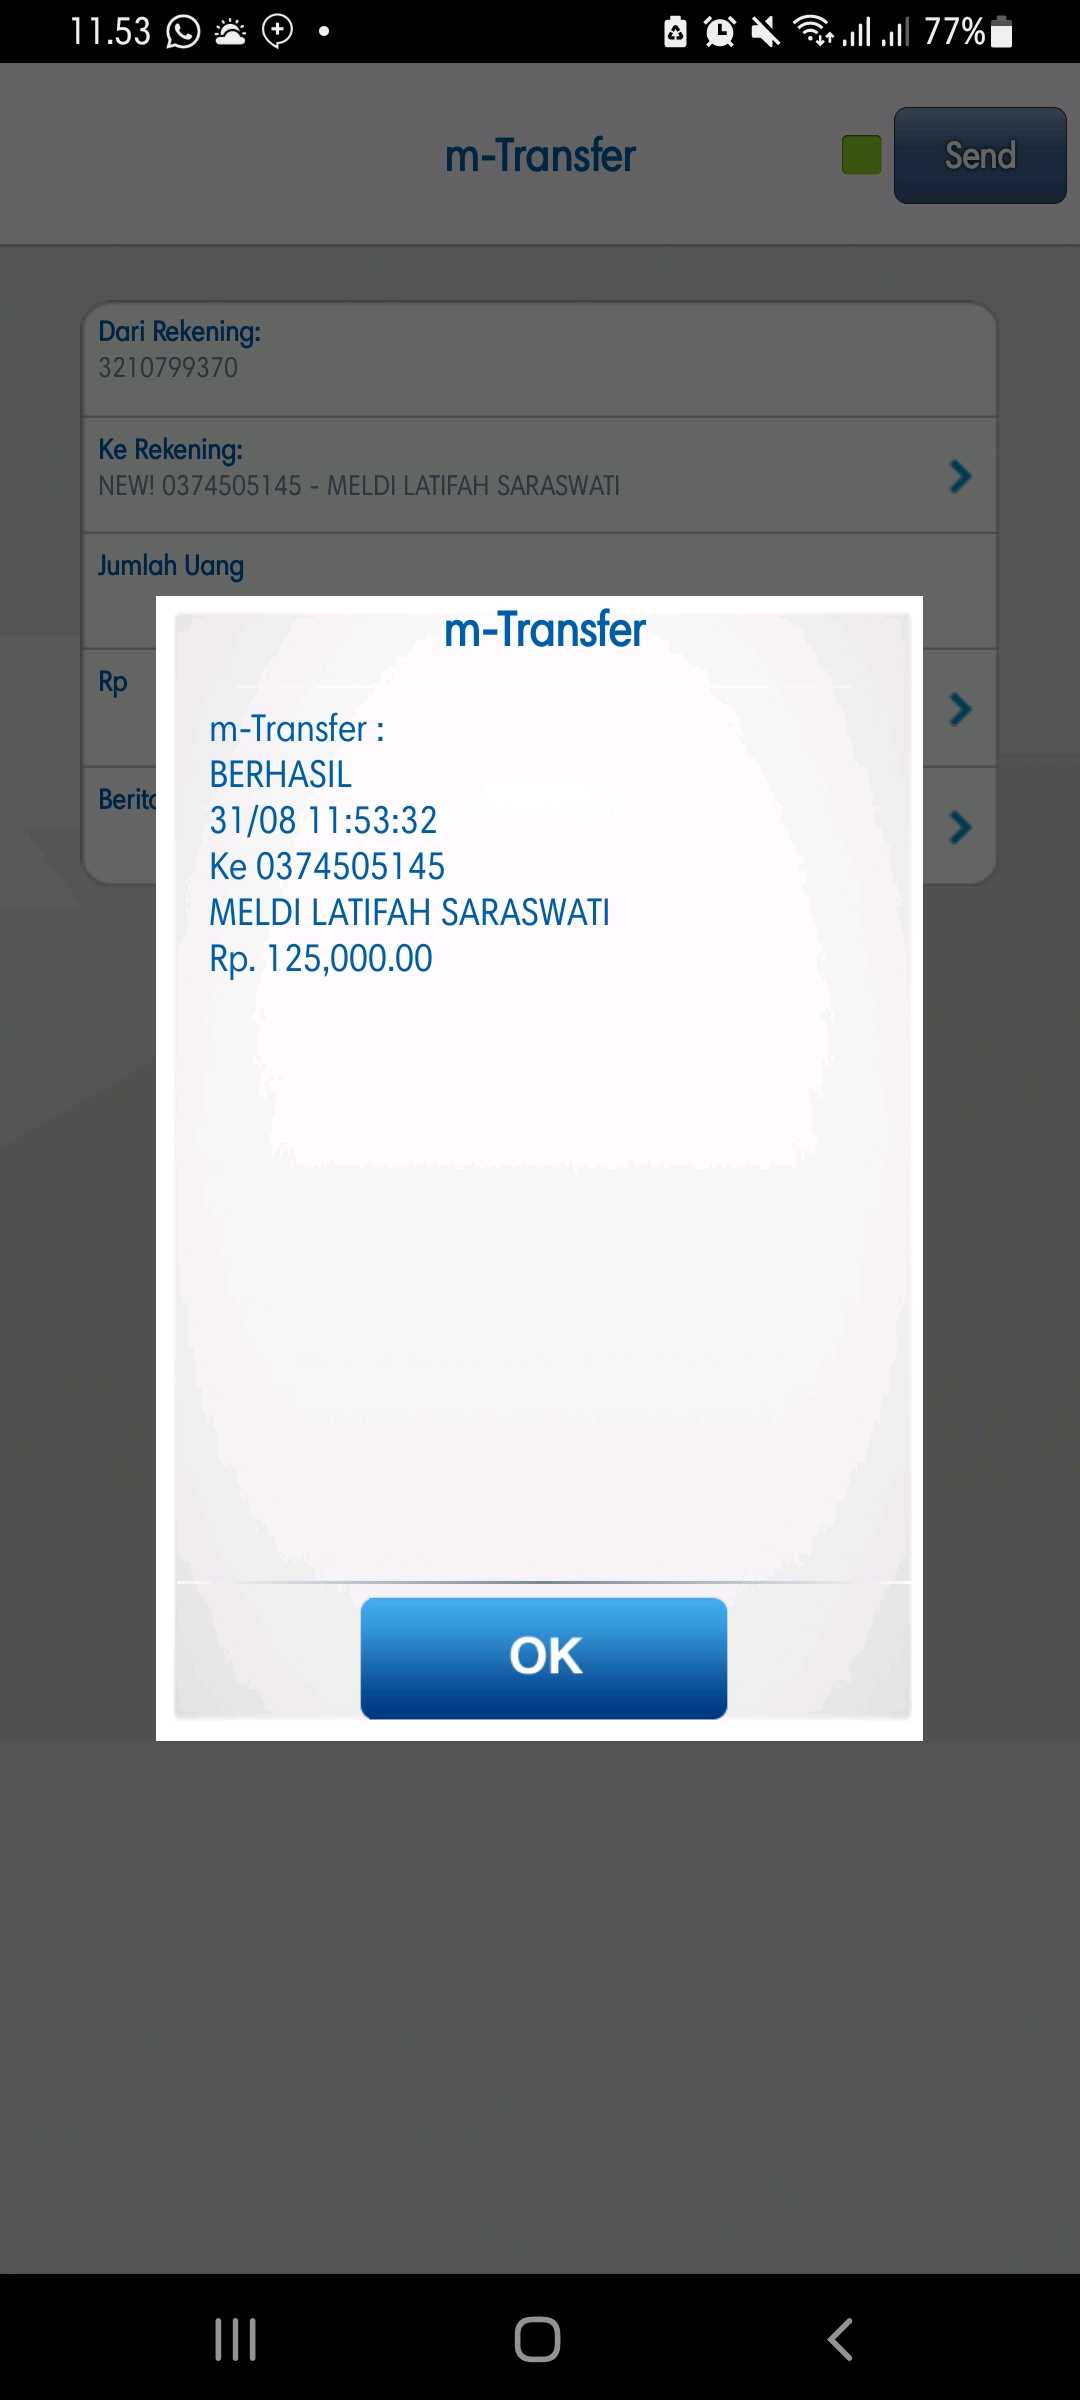 11.53
77%
m-Transfer
Send
Dari Rekening:
3210799370
Ke Rekening:
NEW! 0374505145 - MELDI LATIFAH SARASWATI
Jumlah Uang
Rp
m-Transfer
m-Transfer :
BERHASIL
31/08 11:53:32
Ke 0374505145
MELDI LATIFAH SARASWATI
Rp. 125,000.00
OK